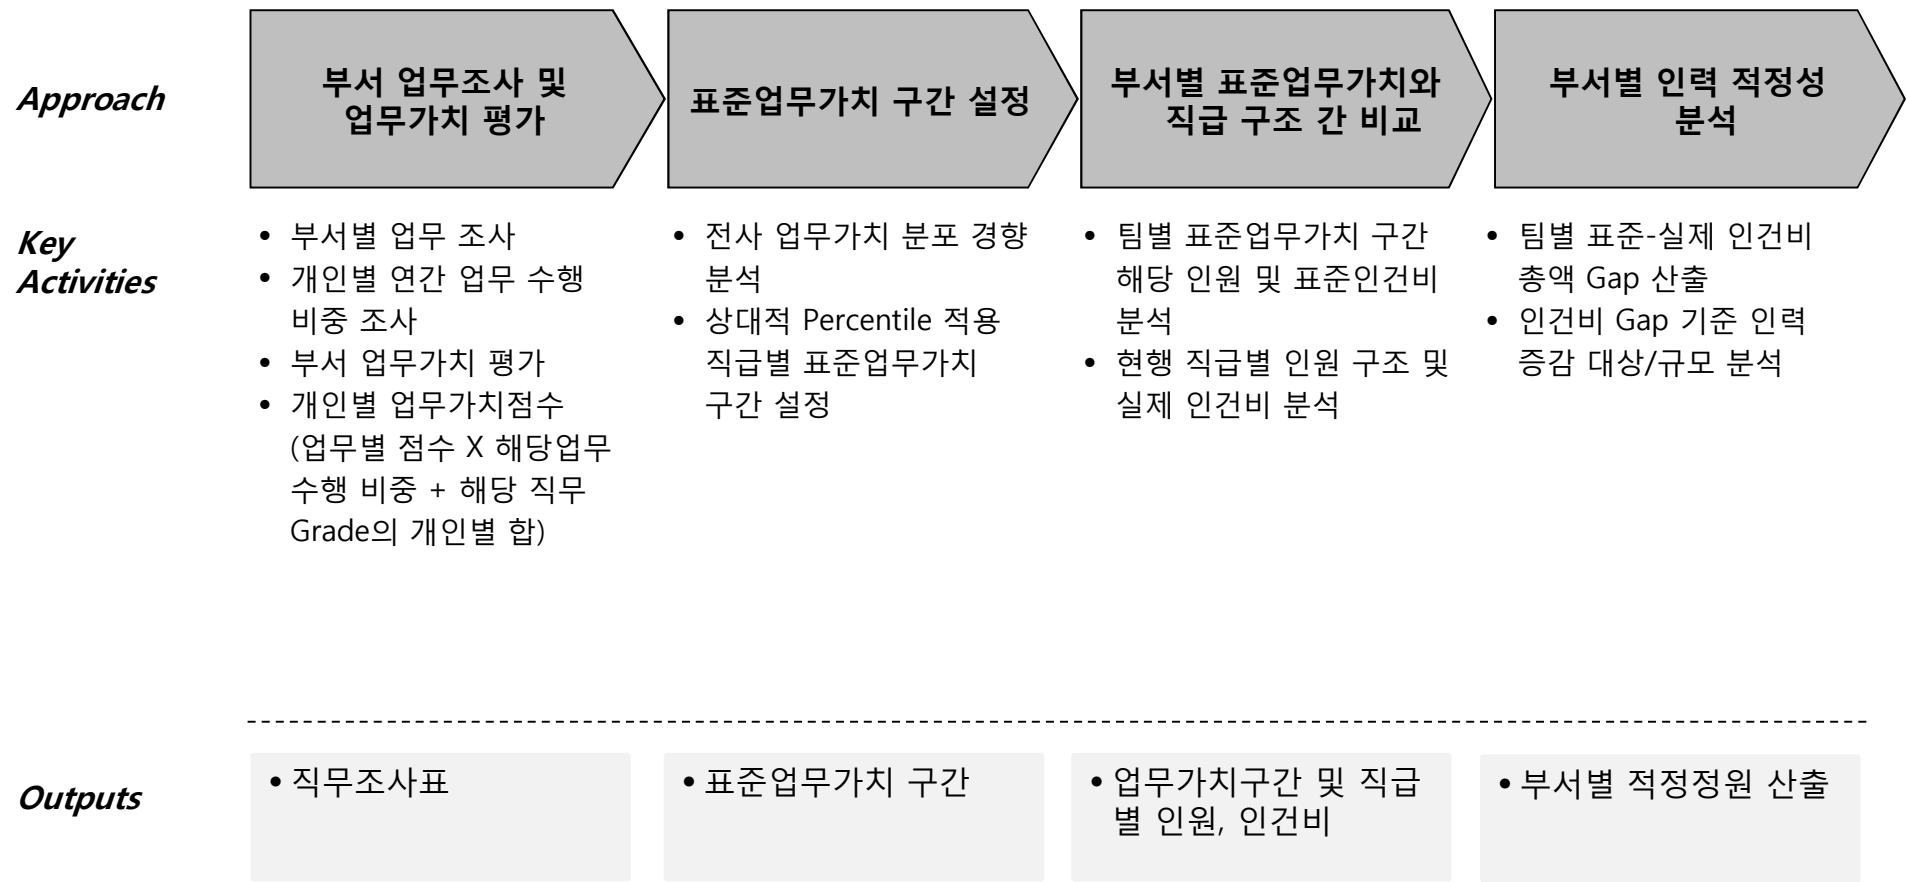 Approach
부서 업무조사 및
업무가치 평가
표준업무가치 구간 설정
부서별 표준업무가치와
직급 구조 간 비교
부서별 인력 적정성
분석
Key
Activities
• 부서별 업무 조사
• 개인별 연간 업무 수행
비중 조사
• 부서 업무가치 평가
• 개인별 업무가치점수
(업무별 점수 X 해당업무
수행 비중 + 해당 직무
Grade의 개인별 합)
• 전사 업무가치 분포 경향
분석
• 상대적 Percentile 적용
직급별 표준업무가치
구간 설정
• 팀별 표준업무가치 구간
해당 인원 및 표준인건비
분석
• 현행 직급별 인원 구조 및
실제 인건비 분석
• 팀별 표준-실제 인건비
총액 Gap 산출
• 인건비 Gap 기준 인력
증감 대상/규모 분석
Outputs
• 직무조사표
• 표준업무가치 구간
• 업무가치구간 및 직급
별 인원, 인건비
• 부서별 적정정원 산출